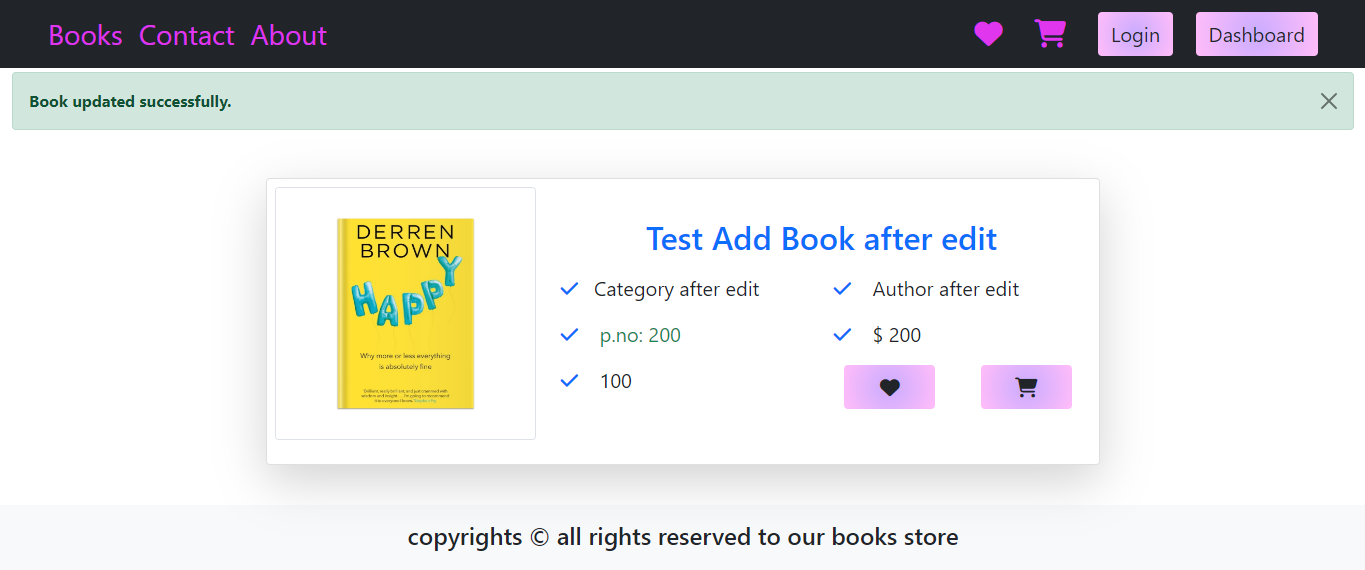 Books Contact About Login Dashboard
Book updated successfully.
DERREN
BROWN
HAPPY
Why more or less everything
is absolutely fine
Test Add Book after edit
Category after edit Author after edit
p.no: 200 $ 200
100
copyrights © all rights reserved to our books store